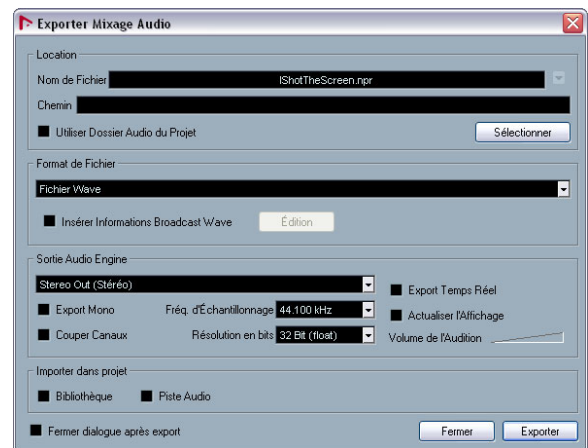 Exporter Mixage Audio
Location
Nom de Fichier IShotTheScreen.npr
Chemin
Utiliser Dossier Audio du Projet Sélectionner
Format de Fichier
Fichier Wave
Insérer Informations Broadcast Wave Édition
Sortie Audio Engine
Stereo Out (Stéréo)
Export Temps Réel
Export Mono Fréq. d'Échantillonnage 44.100 kHz
Actualiser l'Affichage
Couper Canaux Résolution en bits 32 Bit (float)
Volume de l'Audition
Importer dans projet
Bibliothèque Piste Audio
Fermer dialogue après export Fermer Exporter